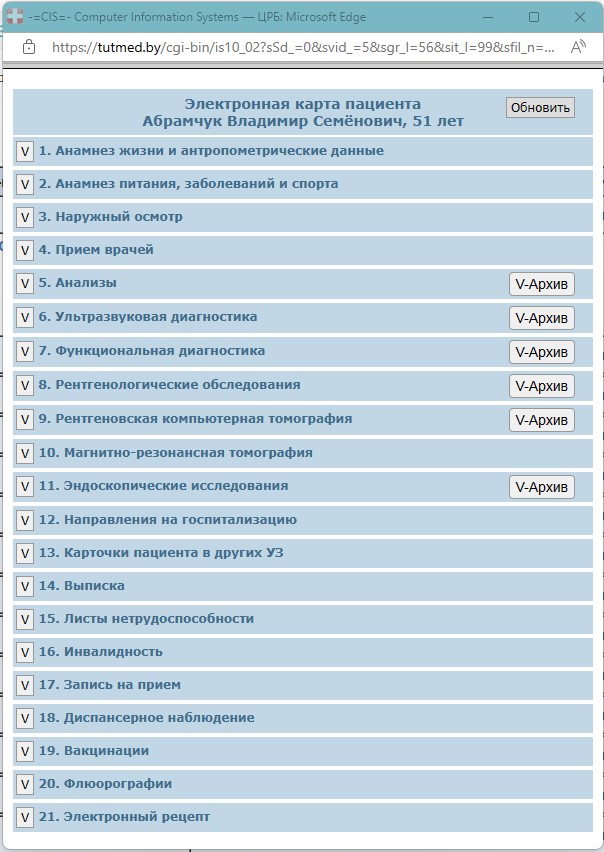 -=CIS=- Computer Information Systems — ЦРБ: Microsoft Edge
https://tutmed.by/cgi-bin/is10_02?sSd_=0&svid_=5&sgr_l=56&sit_l=99&sfil_n=...
Электронная карта пациента
Абрамчук Владимир Семёнович, 51 лет
Обновить
V 1. Анамнез жизни и антропометрические данные
V 2. Анамнез питания, заболеваний и спорта
V 3. Наружный осмотр
V 4. Прием врачей
V 5. Анализы V-Архив
V 6. Ультразвуковая диагностика V-Архив
V 7. Функциональная диагностика V-Архив
V 8. Рентгенологические обследования V-Архив
V 9. Рентгеновская компьютерная томография V-Архив
V 10. Магнитно-резонансная томография
V 11. Эндоскопические исследования V-Архив
V 12. Направления на госпитализацию
V 13. Карточки пациента в других УЗ
V 14. Выписка
V 15. Листы нетрудоспособности
V 16. Инвалидность
V 17. Запись на прием
V 18. Диспансерное наблюдение
V 19. Вакцинации
V 20. Флюорографии
V 21. Электронный рецепт